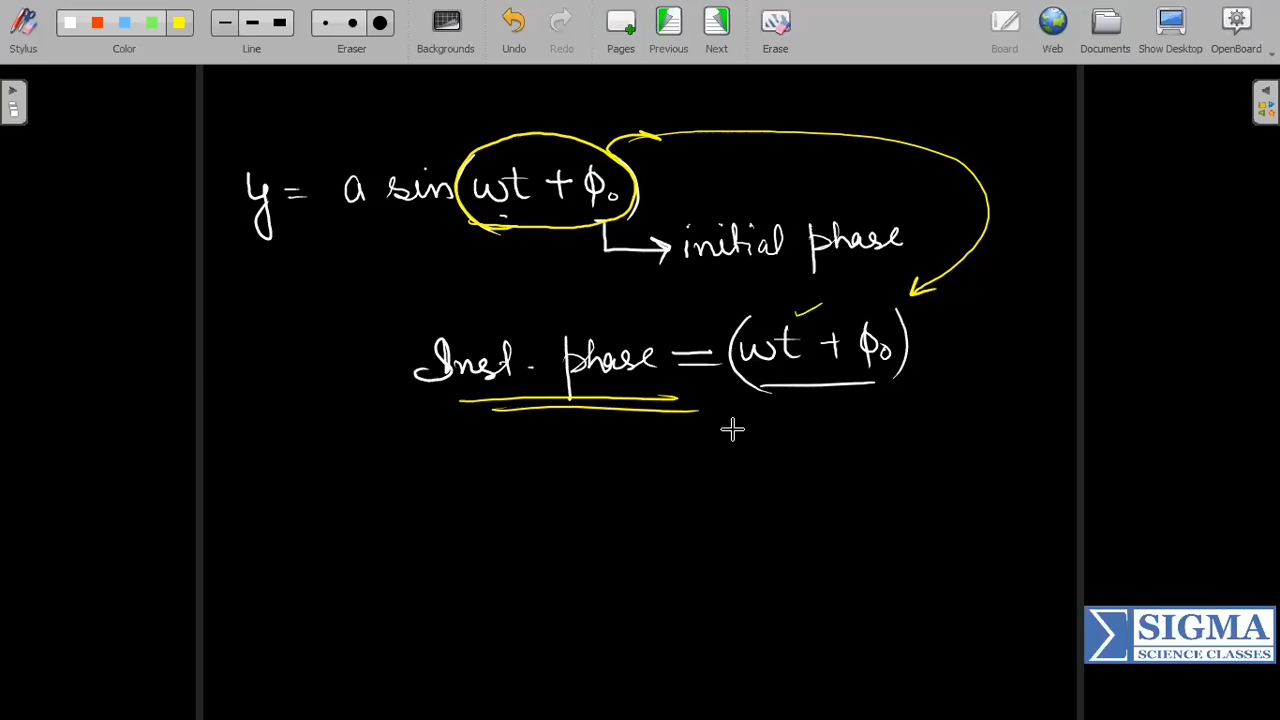 Stylus Color Line Eraser Backgrounds Undo Redo Pages Previous Next Erase Board Web Documents Show Desktop OpenBoard
y = a sin(ωt + ϕ₀)
initial phase
Inst. phase = (ωt + ϕ₀)
SIGMA
SCIENCE CLASSES